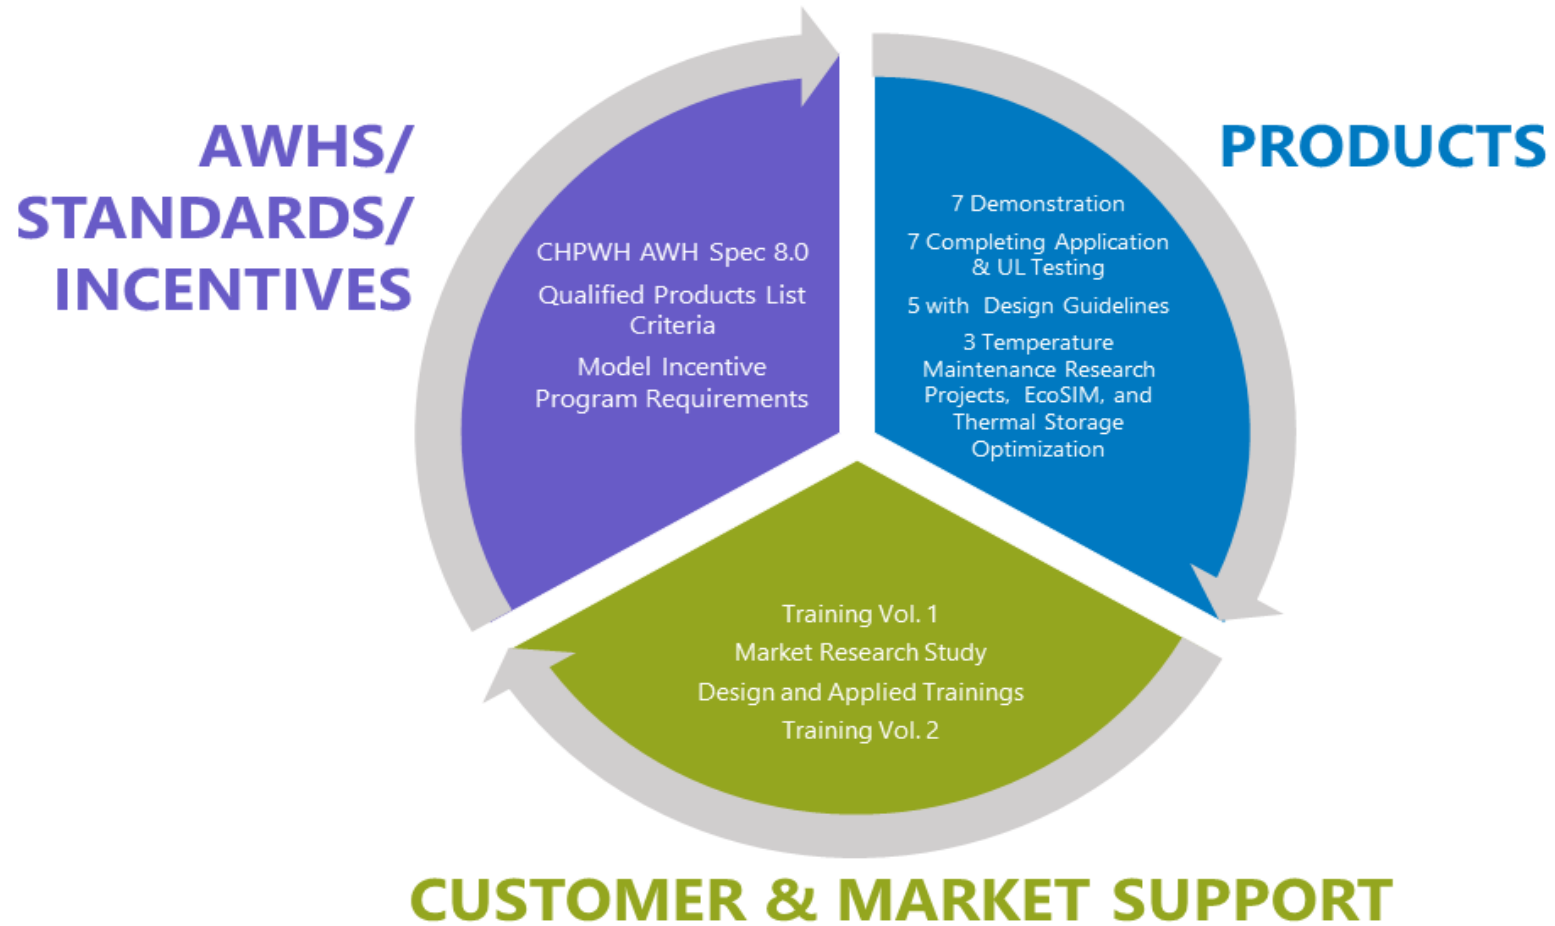 AWHS/
STANDARDS/
INCENTIVES
CHPWH AWH Spec 8.0
Qualified Products List
Criteria
Model Incentive
Program Requirements
PRODUCTS
7 Demonstration
7 Completing Application
& UL Testing
5 with Design Guidelines
3 Temperature
Maintenance Research
Projects, EcoSIM, and
Thermal Storage
Optimization
Training Vol. 1
Market Research Study
Design and Applied Trainings
Training Vol. 2
CUSTOMER & MARKET SUPPORT